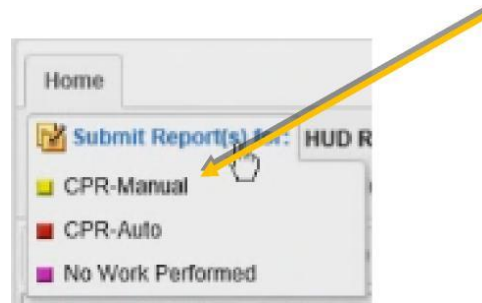 Home
Submit Report(s) for: HUD R
CPR-Manual
CPR-Auto
No Work Performed